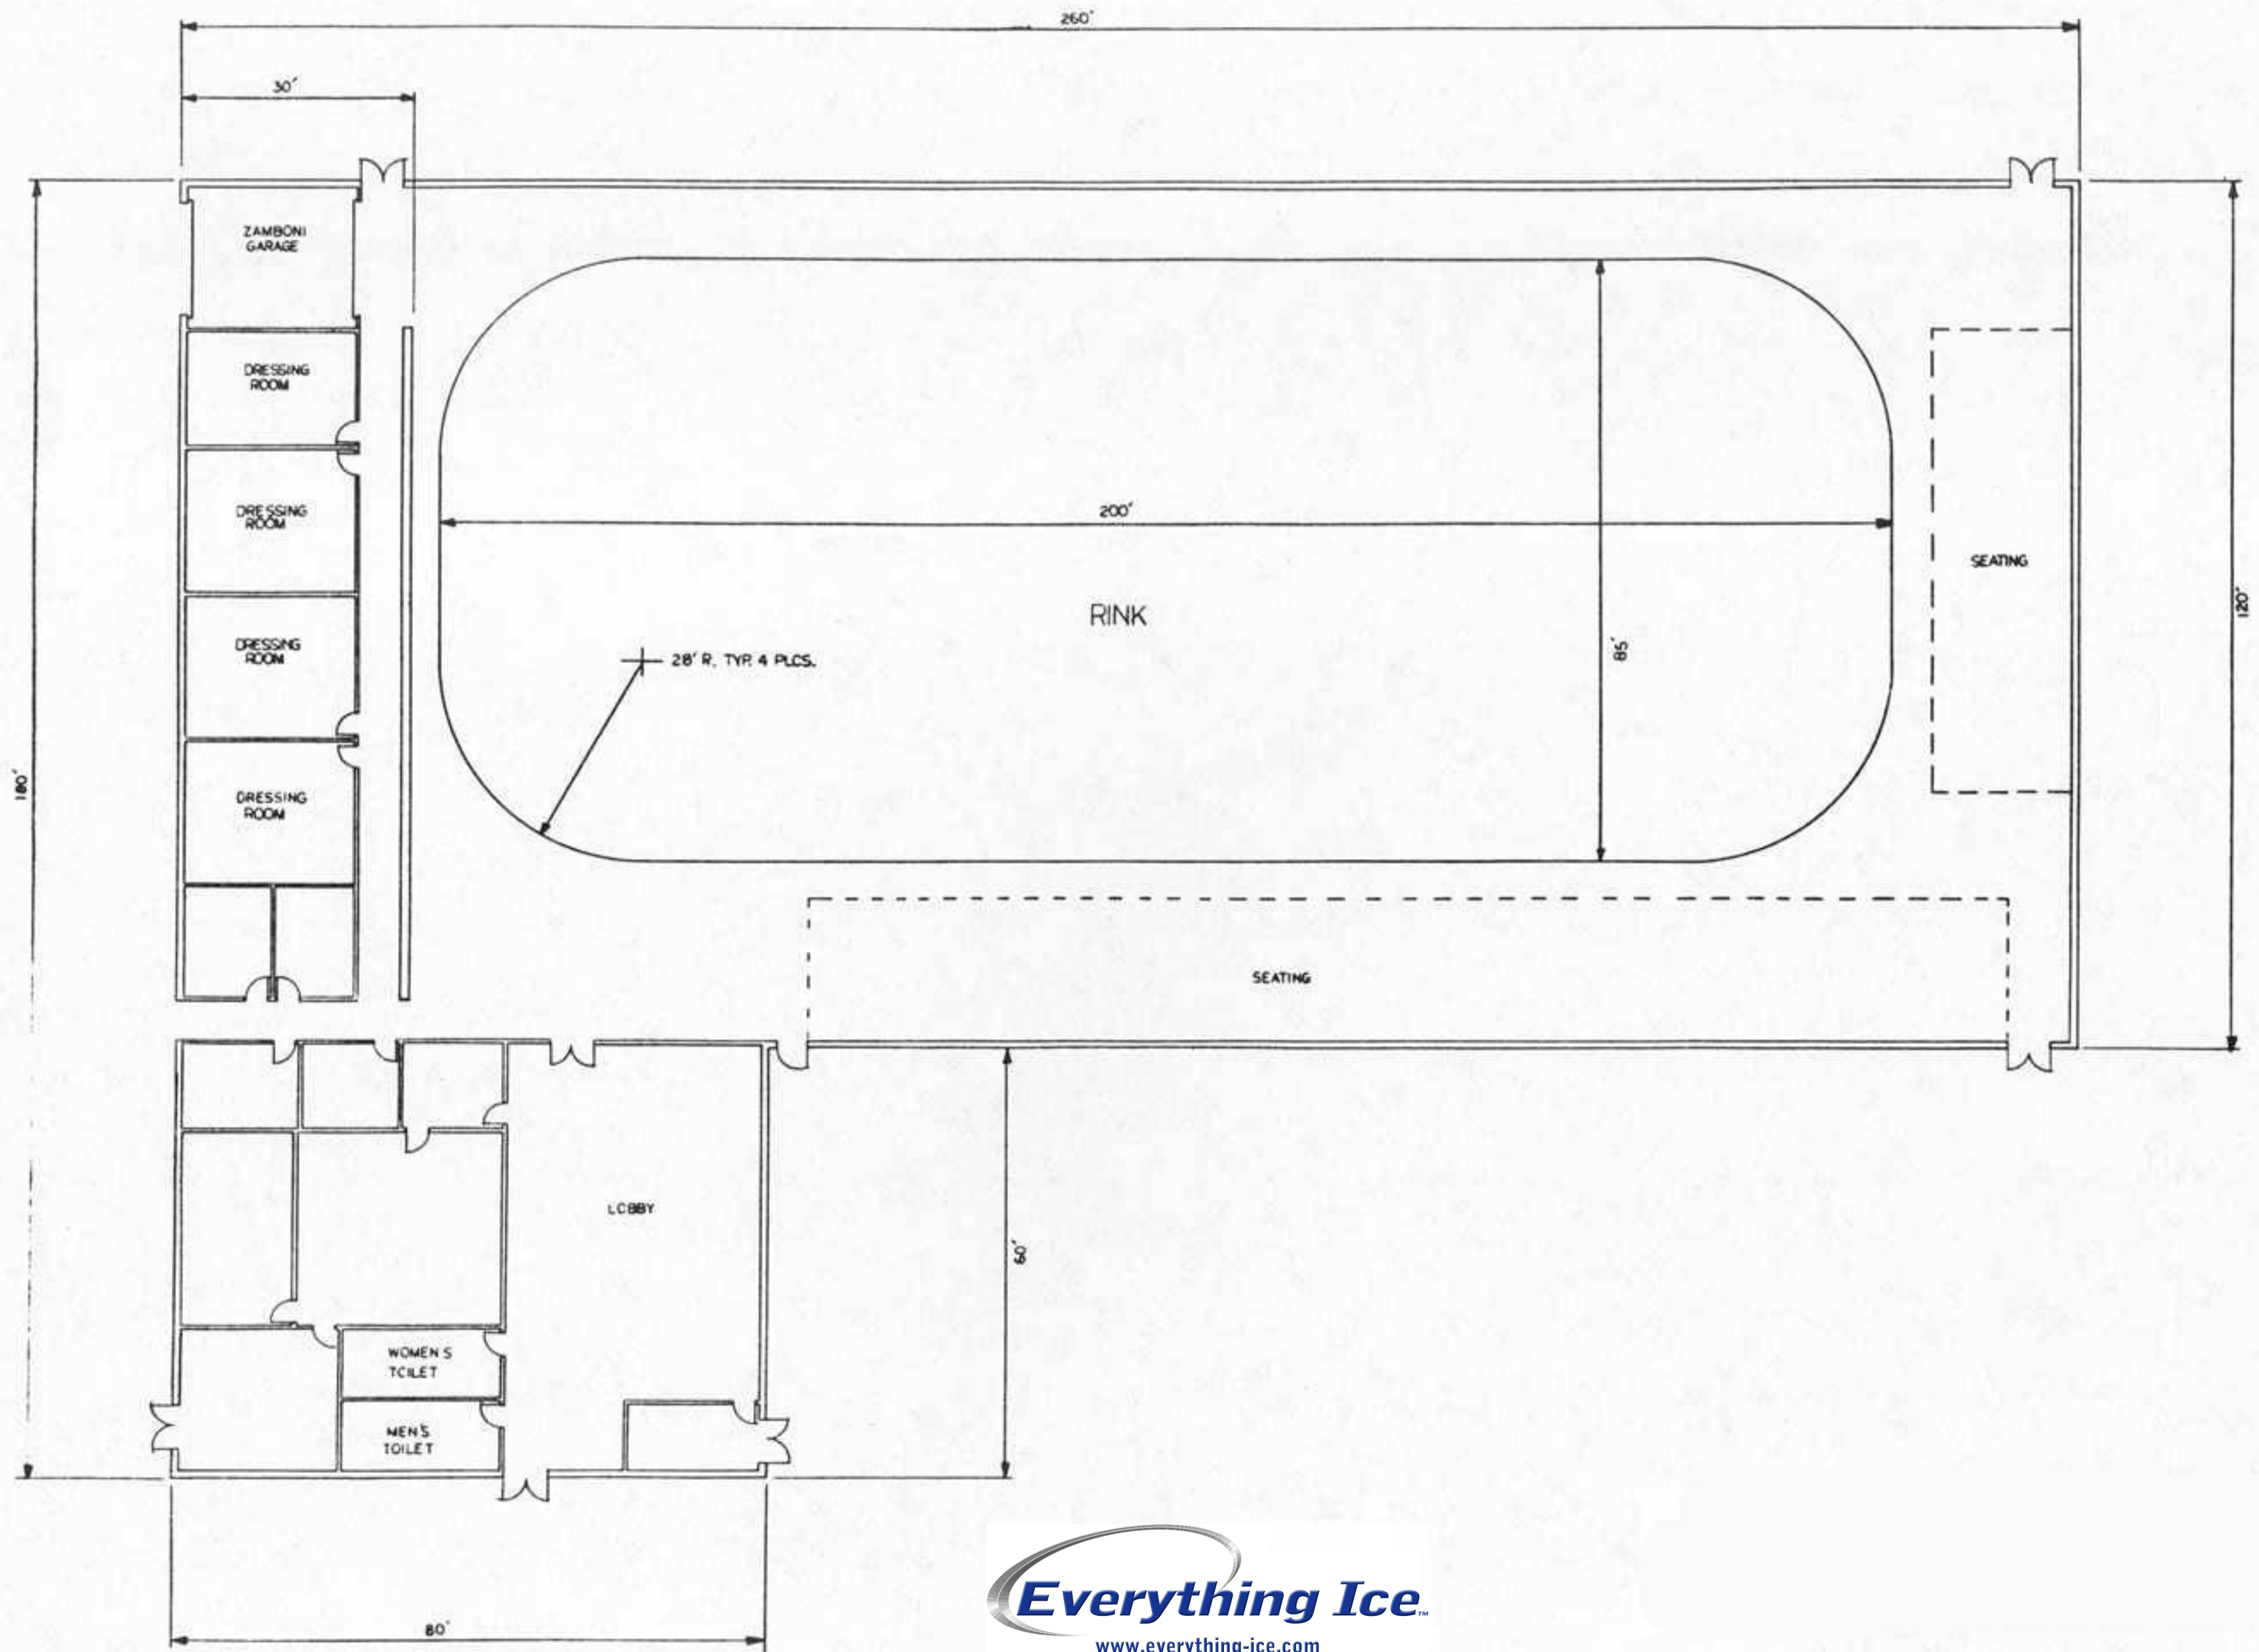 260'
30'
ZAMBONI
GARAGE
DRESSING
ROOM
DRESSING
ROOM
200'
SEATING
120'
RINK
85'
DRESSING
ROOM
28' R. TYP. 4 PLCS.
180'
DRESSING
ROOM
SEATING
LOBBY
60'
WOMEN'S
TOILET
MEN'S
TOILET
80'
Everything Ice™
www.everything-ice.com